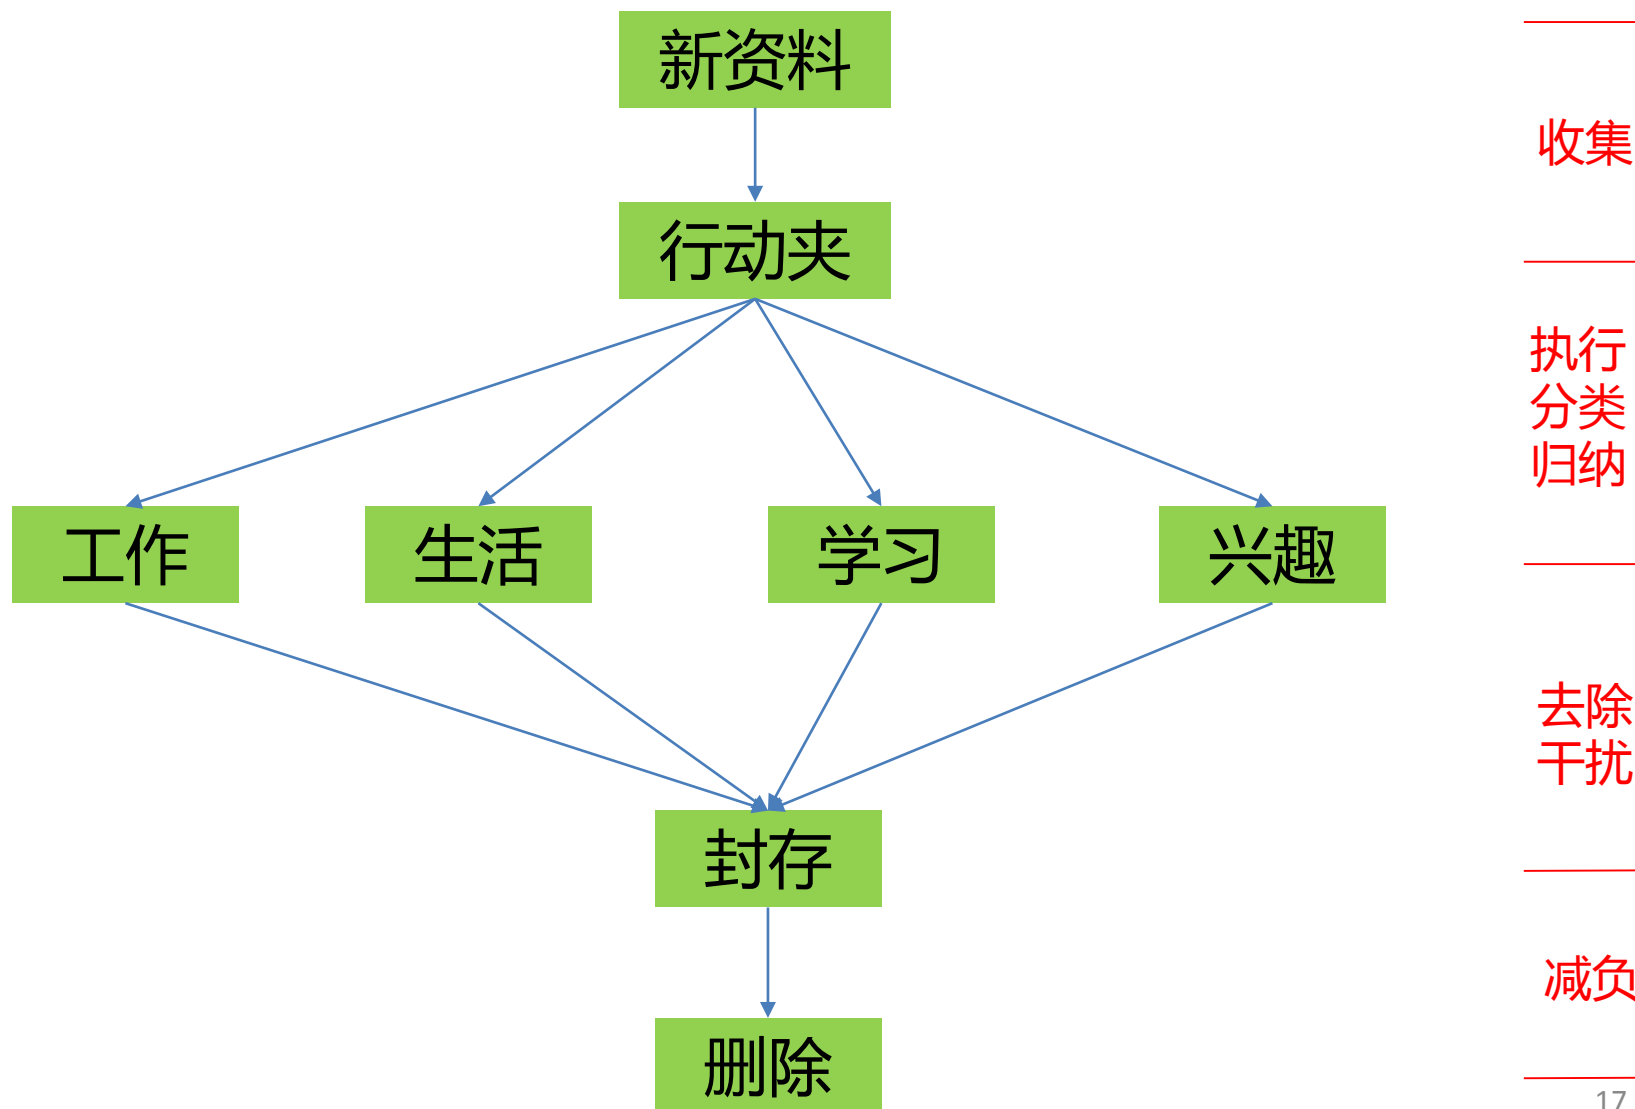 新资料
收集
行动夹
执行
分类
归纳
工作
生活
学习
兴趣
去除
干扰
封存
减负
删除
17